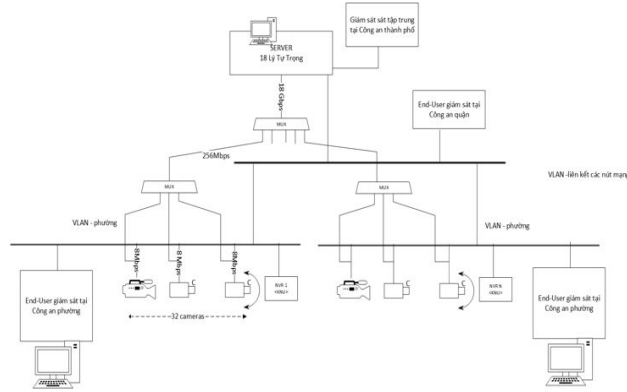 Giám sát sát tập trung
tại Công an thành phố
SERVER
18 Lý Tự Trọng
18 Gbps
End-User giám sát tại
Công an quận
MUX
256Mbps
VLAN -liên kết các nút mạng
MUX
MUX
VLAN - phường
VLAN - phường
8Mbps
8 Mbps
8Mbps
C
C
NVR 1
<KNU>
C
C
NVR N
<KNU>
End-User giám sát tại
Công an phường
32 cameras
End-User giám sát tại
Công an phường